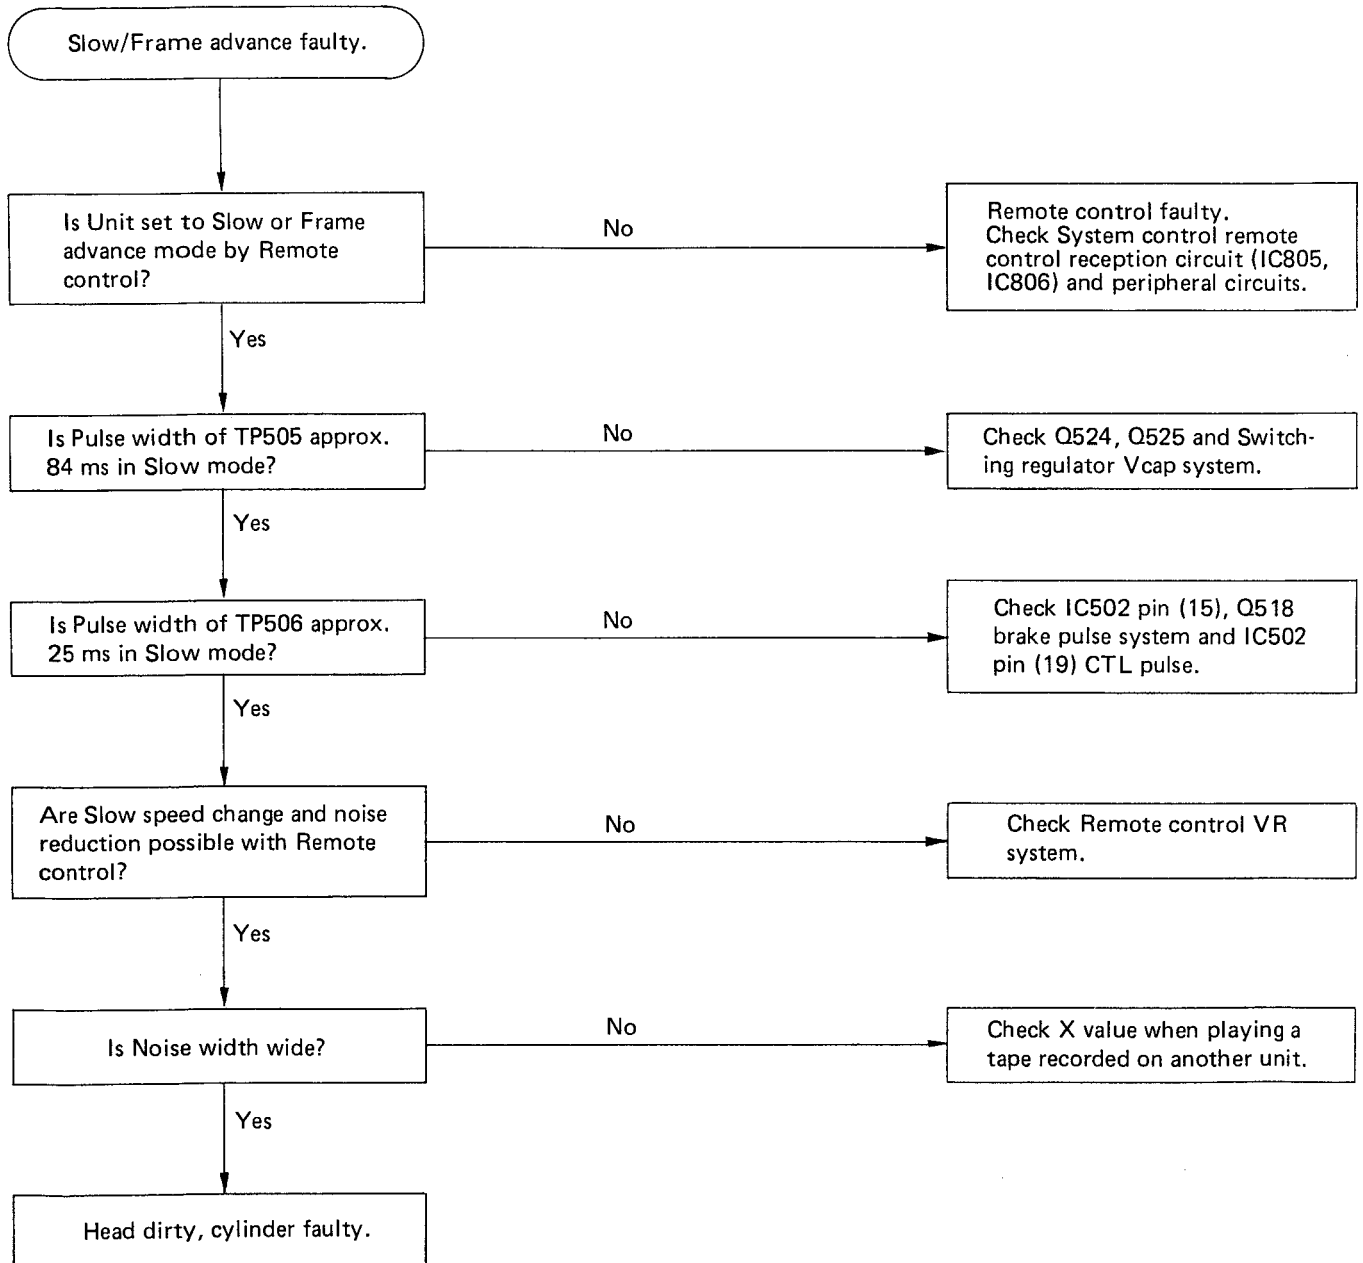 Slow/Frame advance faulty.
Is Unit set to Slow or Frame
advance mode by Remote
control?
No
Remote control faulty.
Check System control remote
control reception circuit (IC805,
IC806) and peripheral circuits.
Yes
Is Pulse width of TP505 approx.
84 ms in Slow mode?
No
Check Q524, Q525 and Switch-
ing regulator Vcap system.
Yes
Is Pulse width of TP506 approx.
25 ms in Slow mode?
No
Check IC502 pin (15), Q518
brake pulse system and IC502
pin (19) CTL pulse.
Yes
Are Slow speed change and noise
reduction possible with Remote
control?
No
Check Remote control VR
system.
Yes
Is Noise width wide?
No
Check X value when playing a
tape recorded on another unit.
Yes
Head dirty, cylinder faulty.